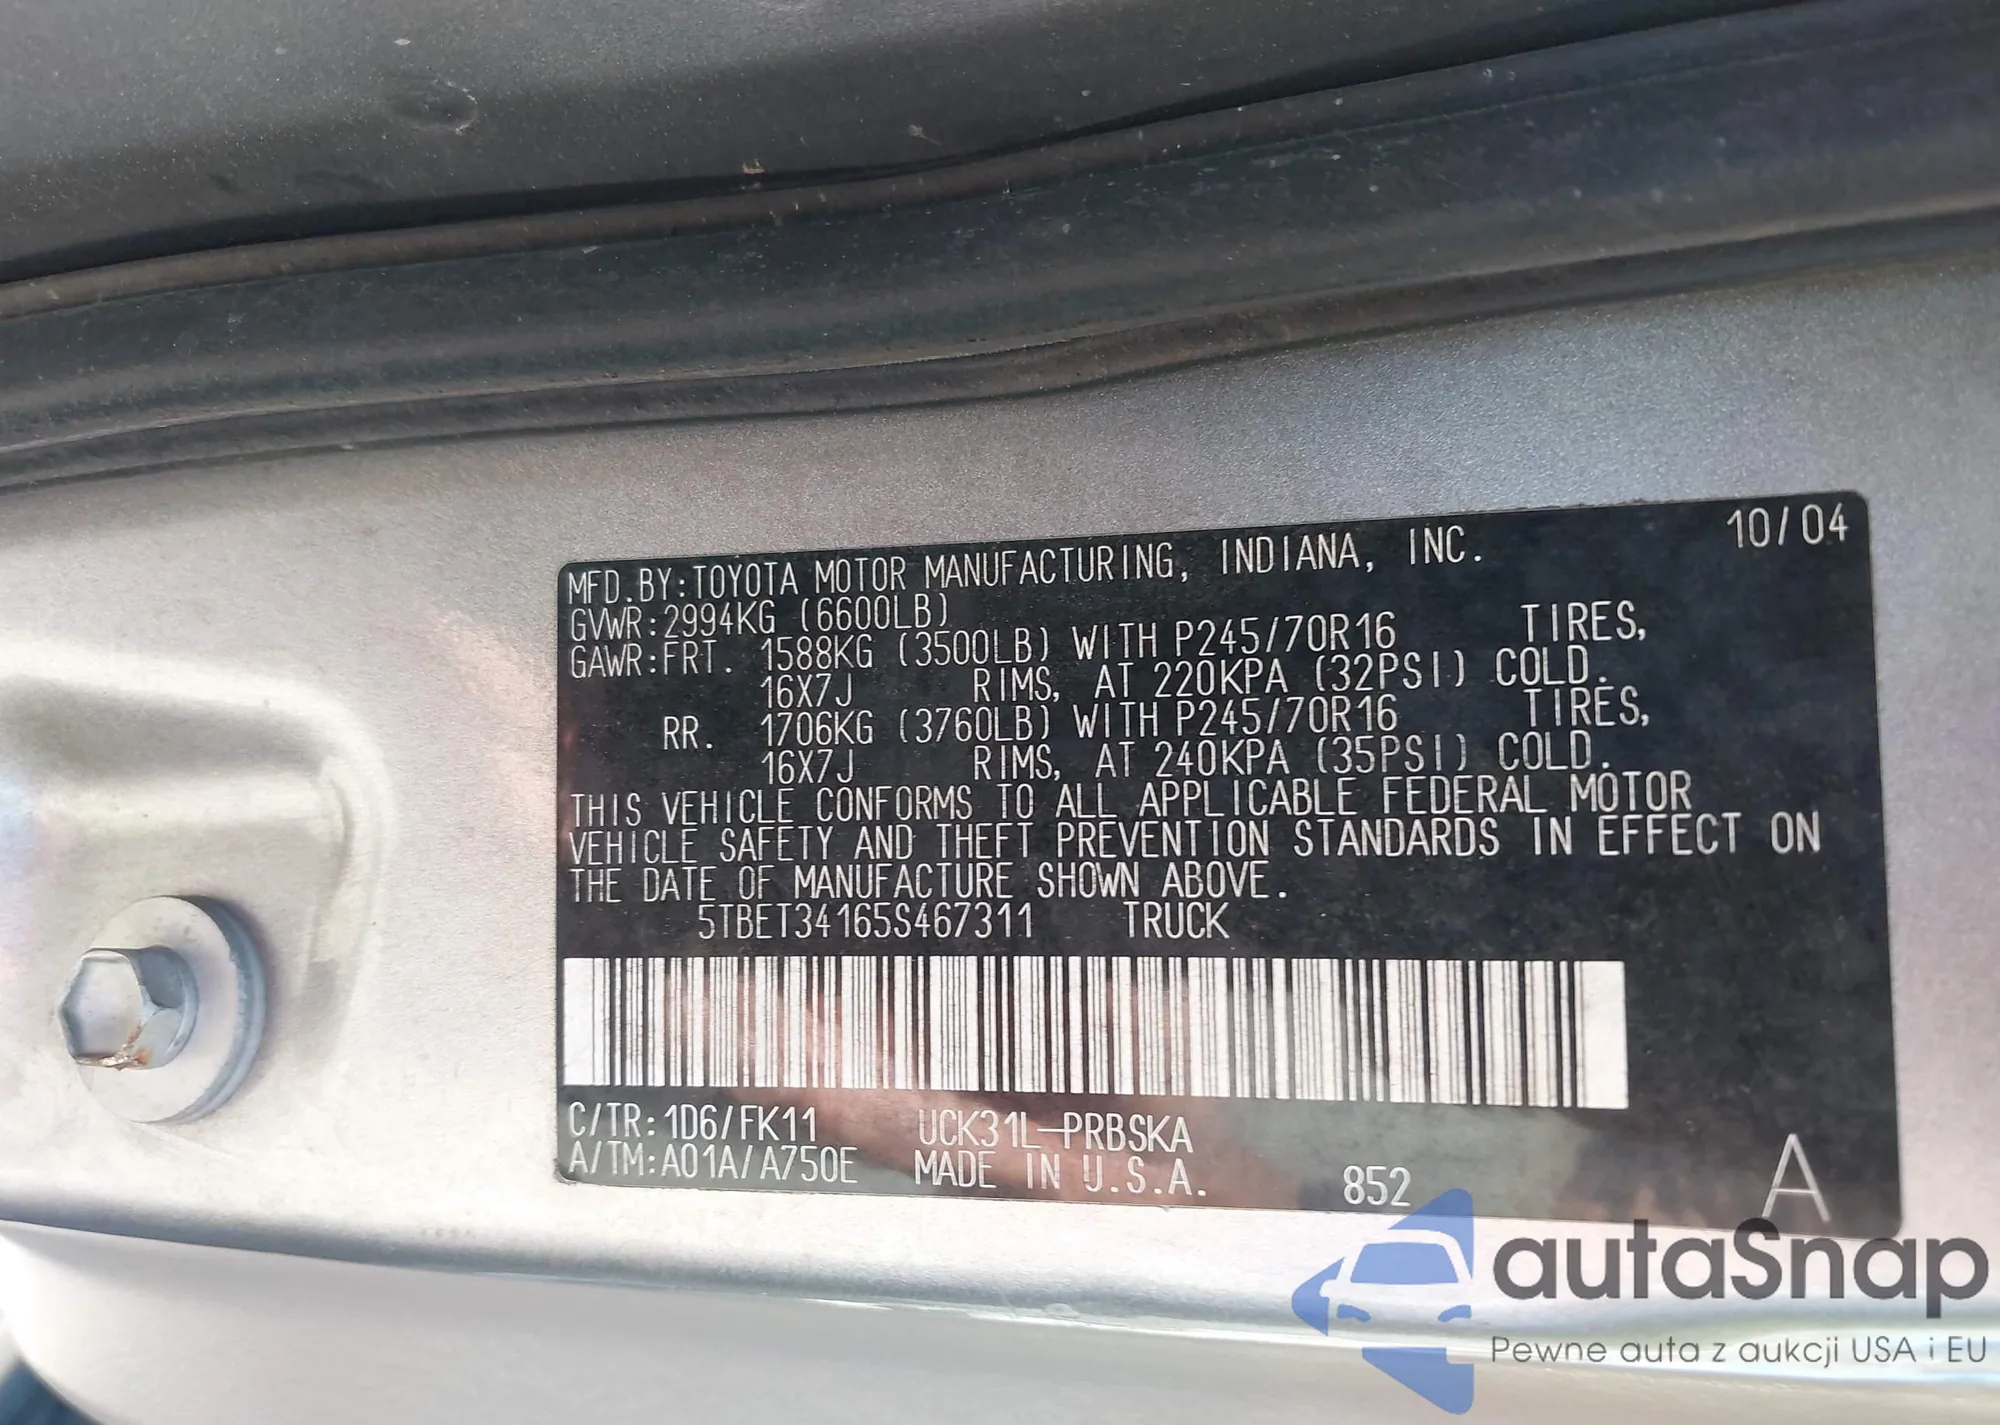 10/04
MFD.BY:TOYOTA MOTOR MANUFACTURING, INDIANA, INC.
GVWR:2994KG (6600LB)
GAWR:FRT. 1588KG (3500LB) WITH P245/70R16 TIRES,
16X7J RIMS, AT 220KPA (32PSI) COLD.
RR. 1706KG (3760LB) WITH P245/70R16 TIRES,
16X7J RIMS, AT 240KPA (35PSI) COLD.
THIS VEHICLE CONFORMS TO ALL APPLICABLE FEDERAL MOTOR
VEHICLE SAFETY AND THEFT PREVENTION STANDARDS IN EFFECT ON
THE DATE OF MANUFACTURE SHOWN ABOVE.
5TBET34165S467311 TRUCK
C/TR:1D6/FK11 UCK31L-PRBSKA
A/TM:A01A/A750E MADE IN U.S.A. 852 A
autaSnap
Pewne auta z aukcji USA i EU